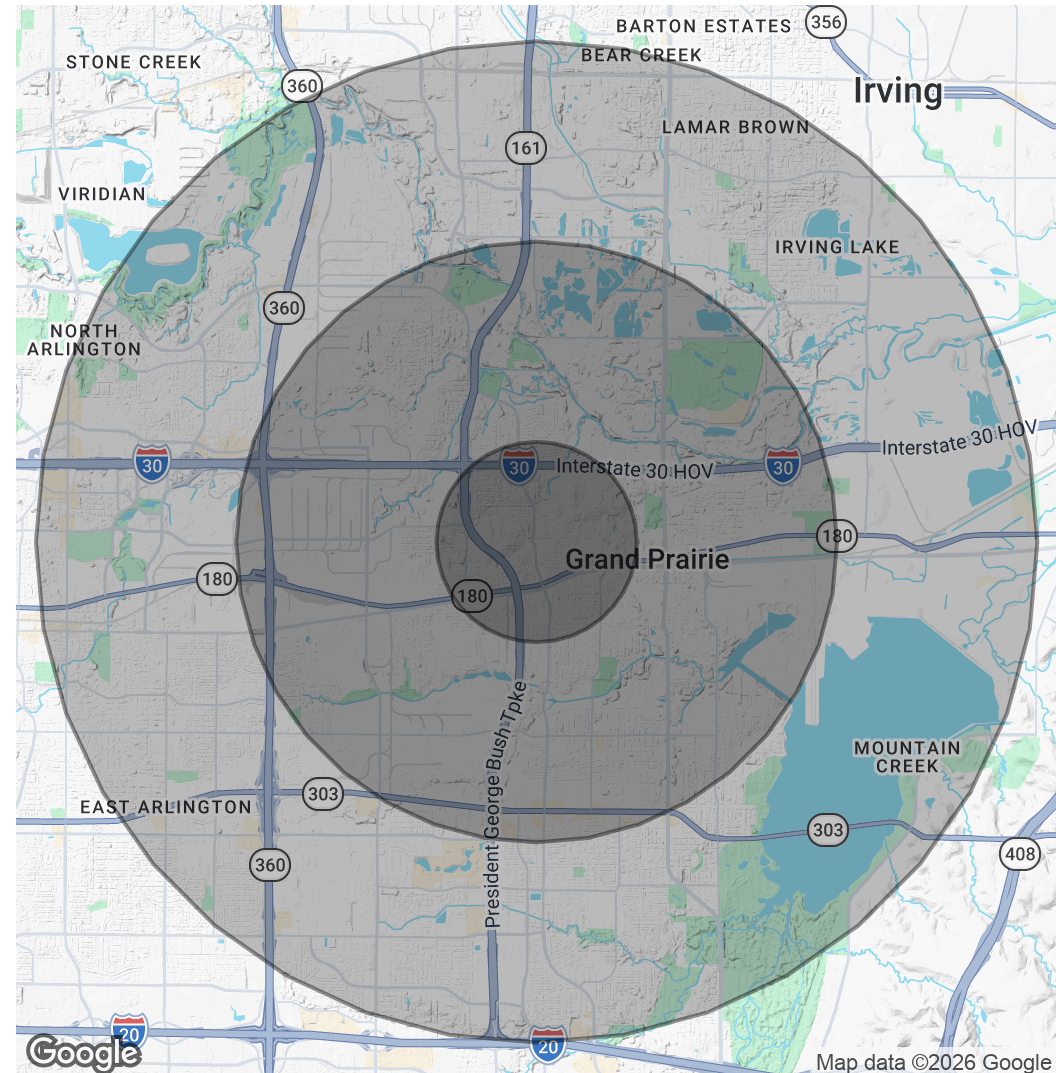 BARTON ESTATES
356
BEAR CREEK
STONE CREEK
360
Irving
161
LAMAR BROWN
VIRIDIAN
IRVING LAKE
360
NORTH
ARLINGTON
Interstate 30 HOV
30
30
Interstate 30 HOV
30
180
Grand Prairie
180
180
President George Bush Tpke
MOUNTAIN
CREEK
EAST ARLINGTON
303
303
360
408
20
20
Google
Map data ©2026 Google